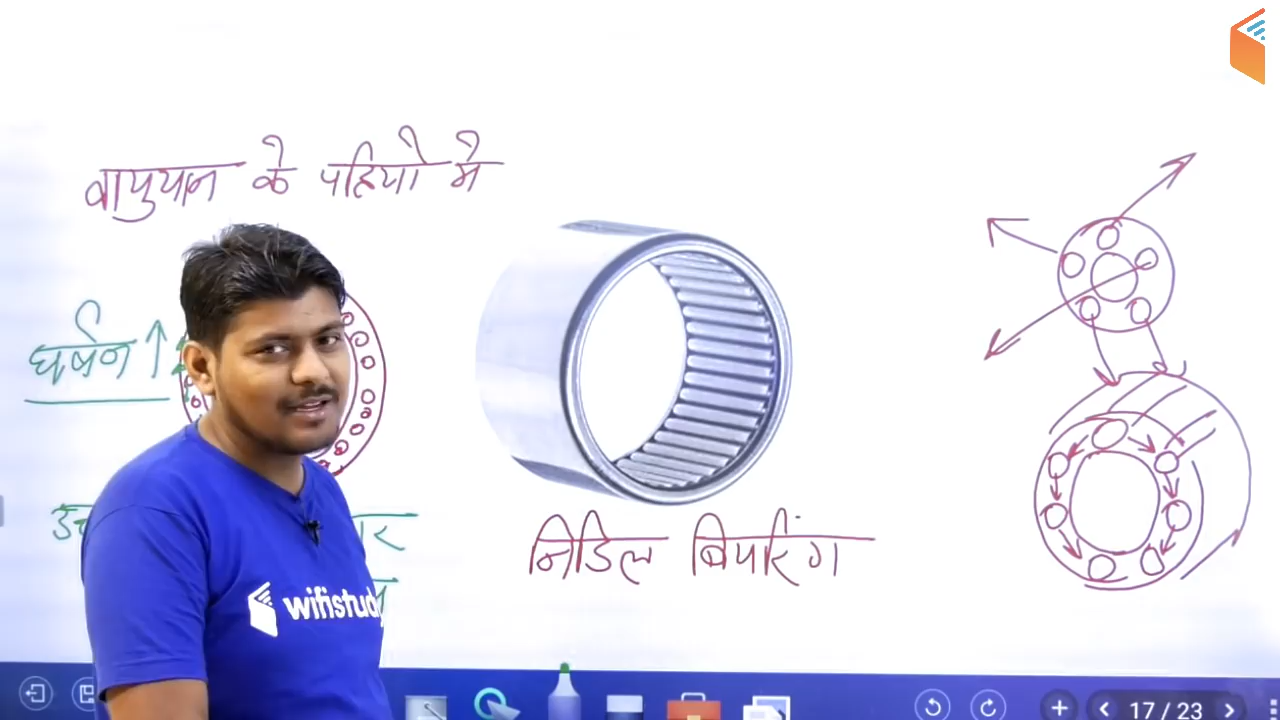 वायुयान के पहियो मे
घर्षण ↑
निडिल बियरिंग
wifistudy
17 / 23